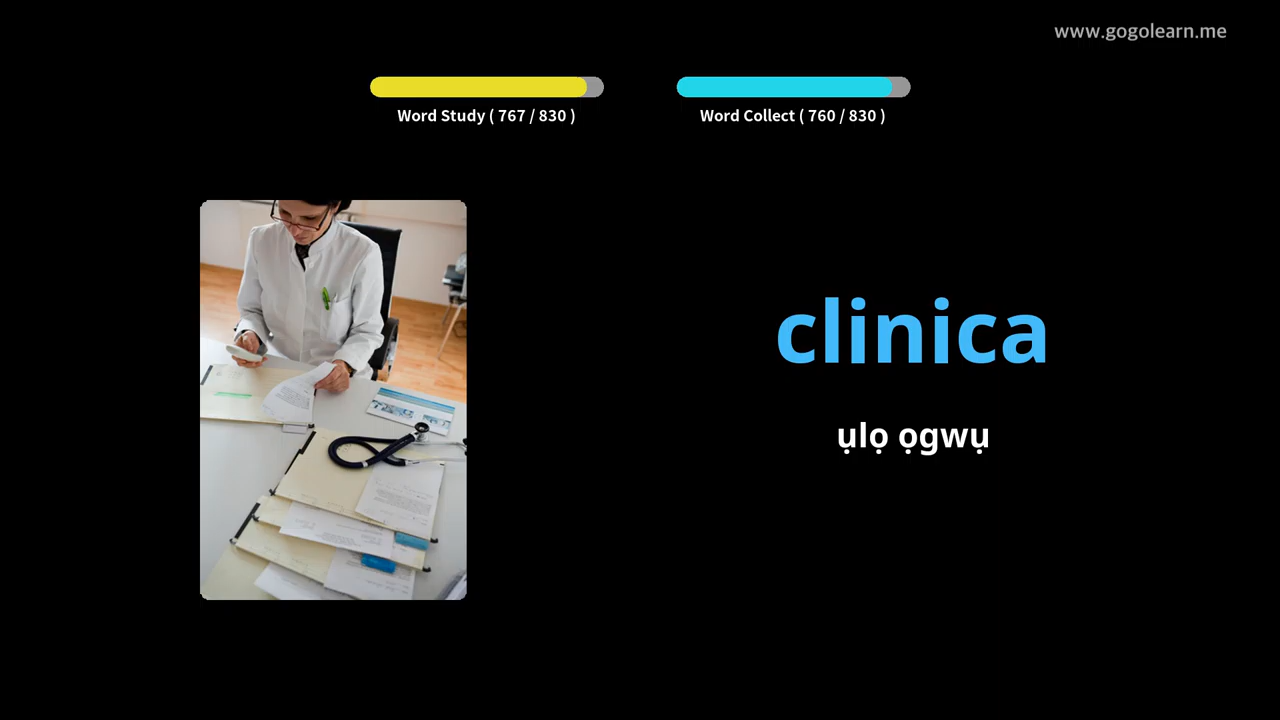 www.gogolearn.me
Word Study ( 767 / 830 )
Word Collect ( 760 / 830 )
clinica
ụlọ ọgwụ